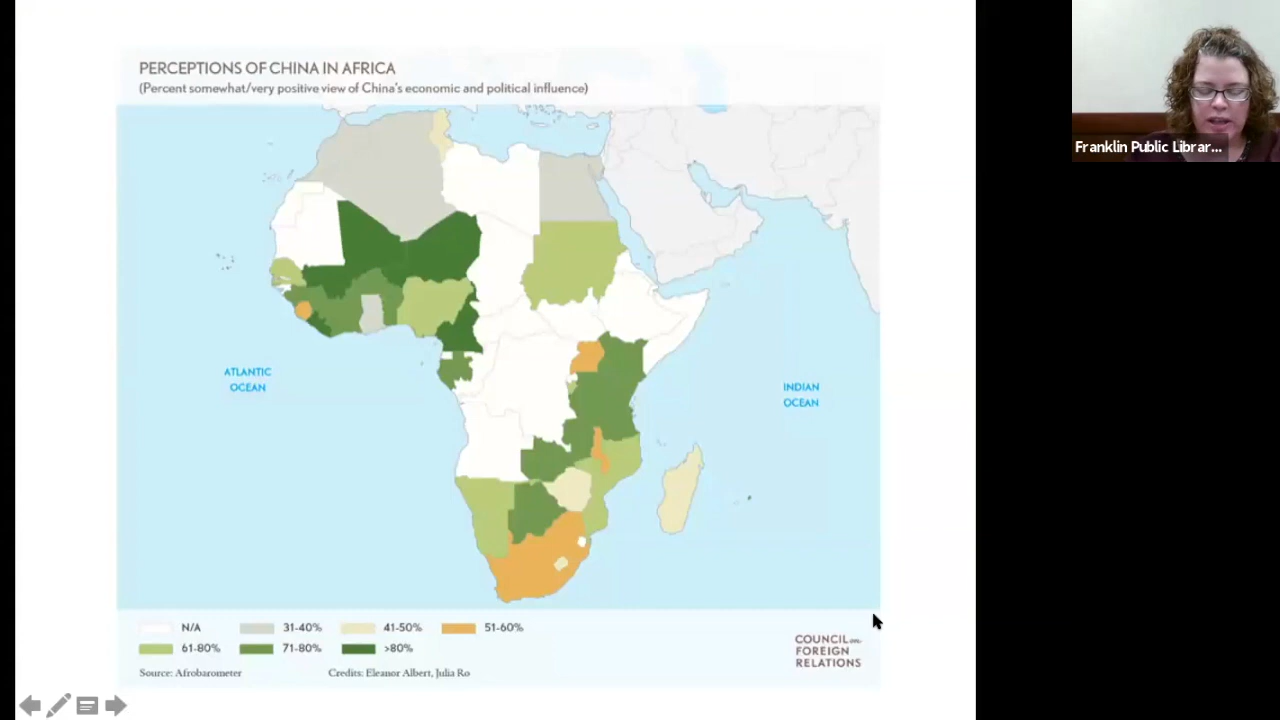 PERCEPTIONS OF CHINA IN AFRICA
(Percent somewhat/very positive view of China's economic and political influence)
Franklin Public Librar...
ATLANTIC
OCEAN
INDIAN
OCEAN
N/A
31-40%
41-50%
51-60%
61-80%
71-80%
>80%
COUNCIL on
FOREIGN
RELATIONS
Source: Afrobarometer
Credits: Eleanor Albert, Julia Ro